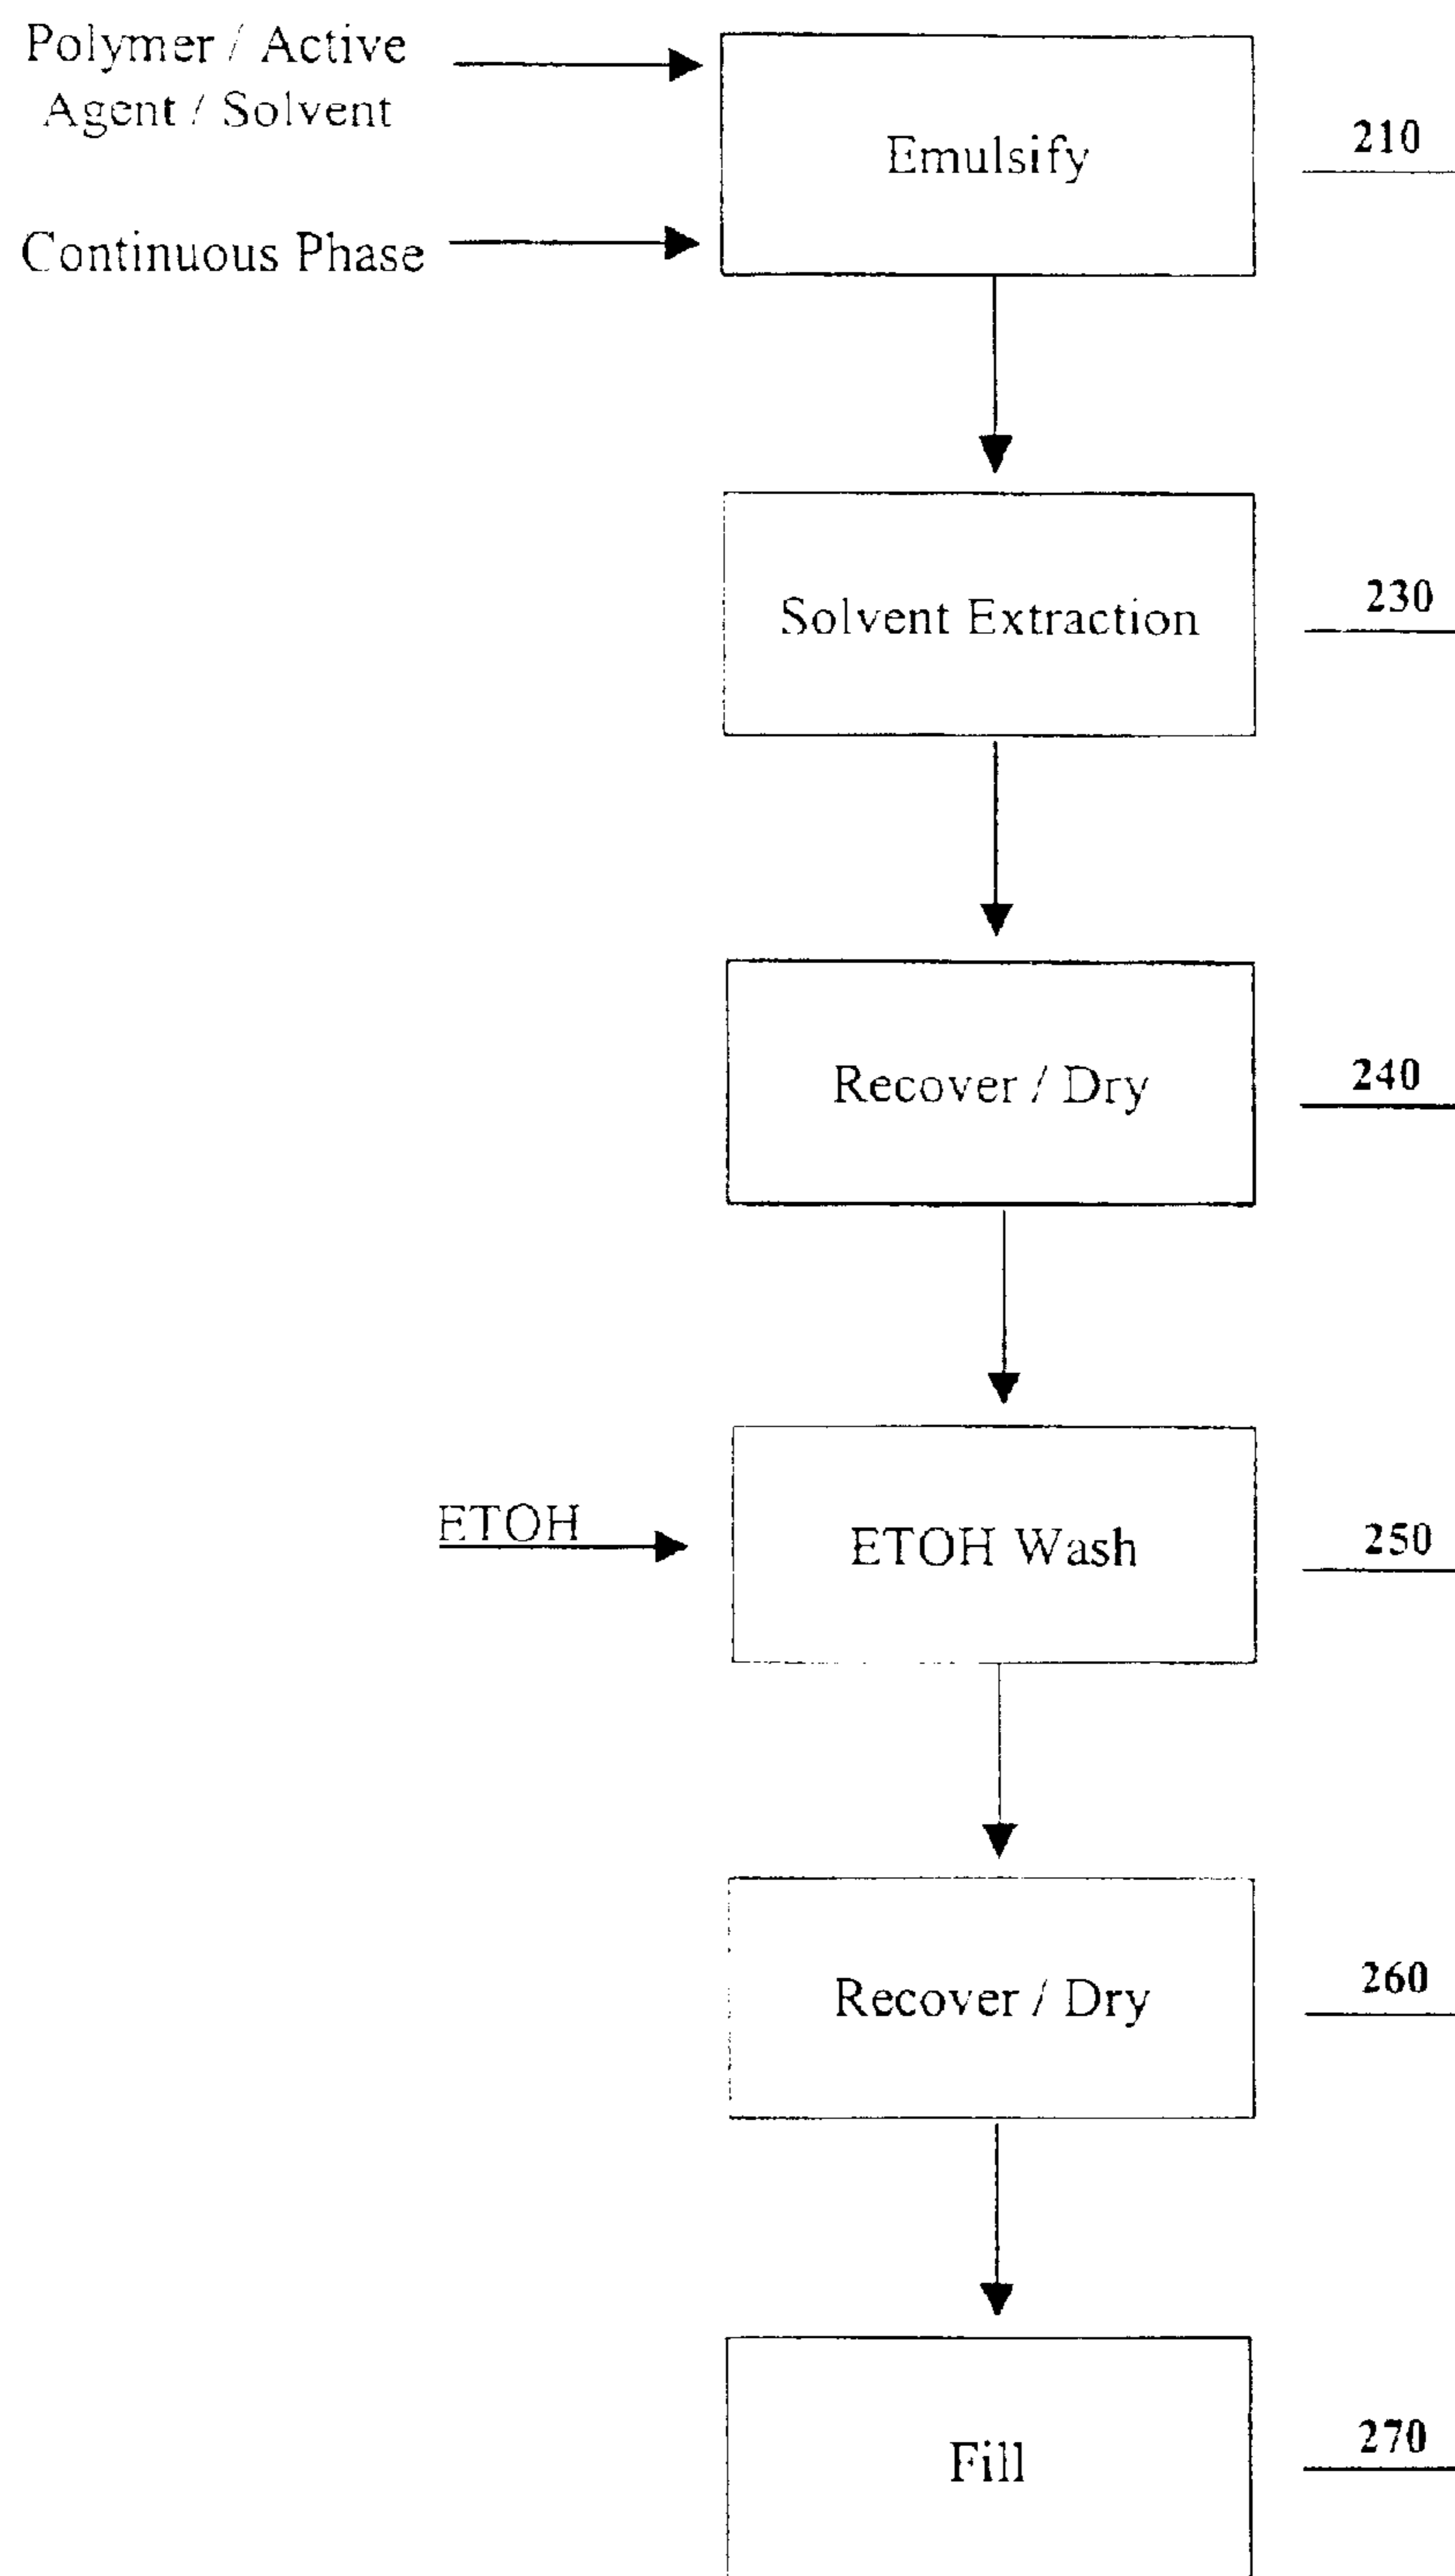 Polymer / Active
Agent / Solvent
Emulsify
210
Continuous Phase
Solvent Extraction
230
Recover / Dry
240
ETOH
ETOH Wash
250
Recover / Dry
260
Fill
270